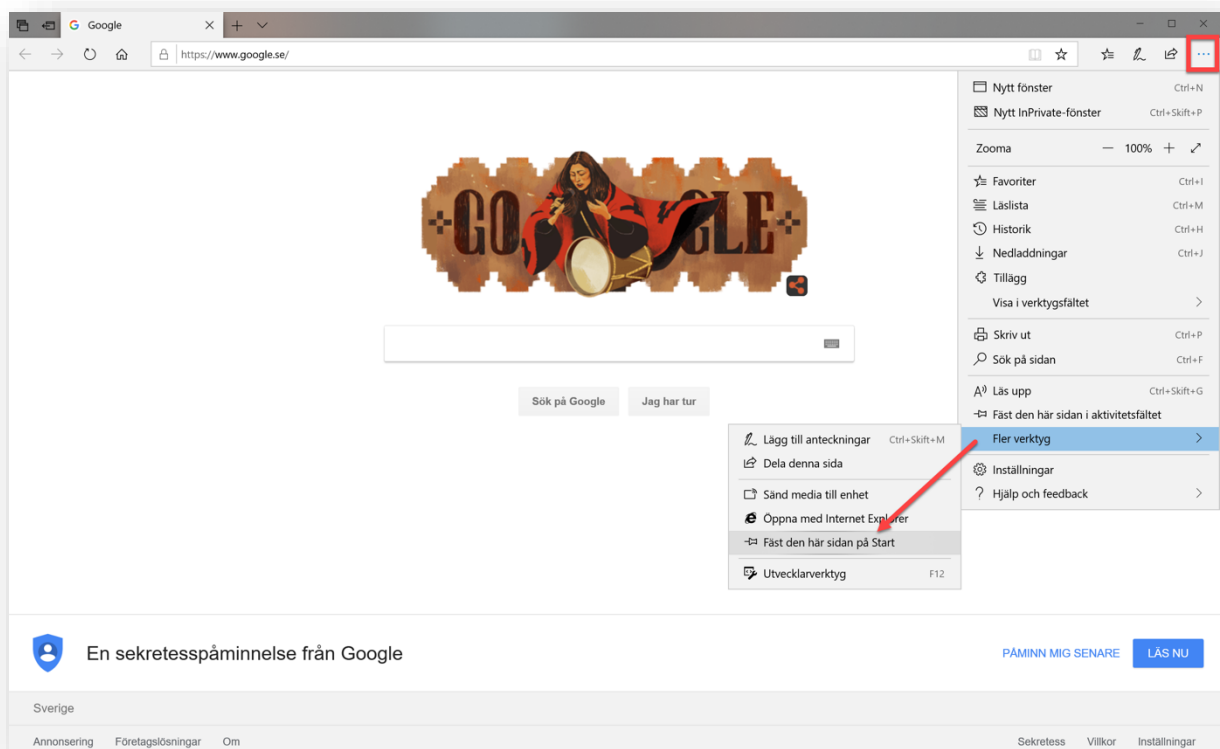 Google
https://www.google.se/
Nytt fönster Ctrl+N
Nytt InPrivate-fönster Ctrl+Skift+P
Zooma 100%
Favoriter Ctrl+I
Läslista Ctrl+M
Historik Ctrl+H
Nedladdningar Ctrl+J
Tillägg
Visa i verktygsfältet
Skriv ut Ctrl+P
Sök på sidan Ctrl+F
Läs upp Ctrl+Skift+G
Fäst den här sidan i aktivitetsfältet
Fler verktyg
Inställningar
Hjälp och feedback
GOOGLE
Sök på Google Jag har tur
Lägg till anteckningar Ctrl+Skift+M
Dela denna sida
Sänd media till enhet
Öppna med Internet Explorer
Fäst den här sidan på Start
Utvecklarverktyg F12
En sekretesspåminnelse från Google
PÅMINN MIG SENARE LÄS NU
Sverige
Annonsering Företagslösningar Om
Sekretess Villkor Inställningar